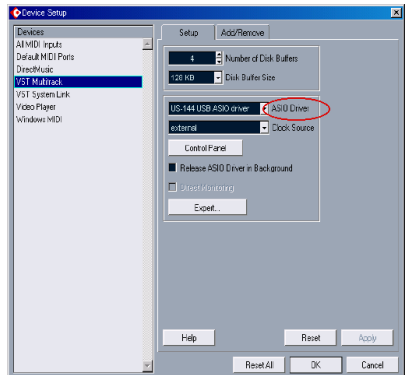 Device Setup
Devices
All MIDI Inputs
Default MIDI Ports
DirectMusic
VST Multitrack
VST System Link
Video Player
Windows MIDI
Setup
Add/Remove
4 Number of Disk Buffers
128 KB Disk Buffer Size
US-144 USB ASIO driver ASIO Driver
external Clock Source
Control Panel
Release ASIO Driver in Background
Direct Monitoring
Expert...
Help
Reset
Apply
Reset All
OK
Cancel